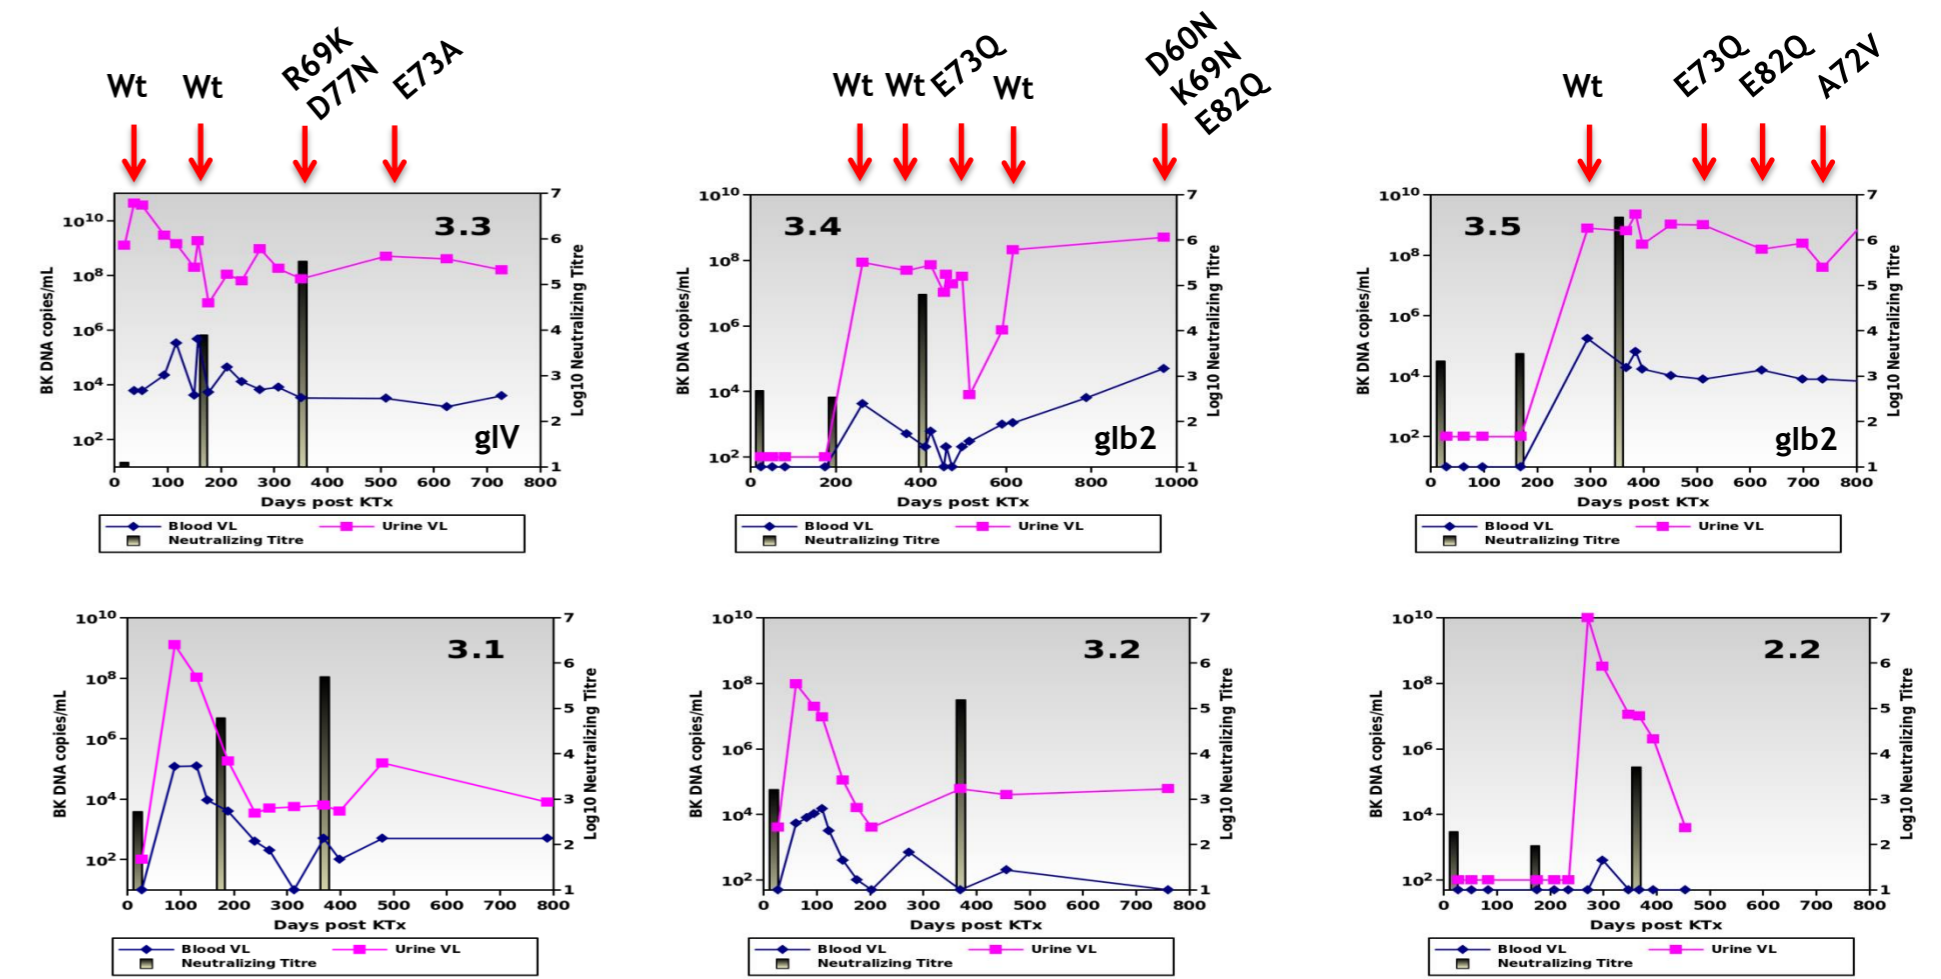 Wt
Wt
R69K
D77N
E73A
Wt
Wt
E73Q
Wt
D60N
K69N
E82Q
Wt
E73Q
E82Q
A72V
3.3
gIV
BK DNA copies/mL
10^10
10^8
10^6
10^4
10^2
7
6
5
4
3
2
1
Log10 Neutralizing Titre
0 100 200 300 400 500 600 700 800
Days post KTx
Blood VL Urine VL
Neutralizing Titre
3.4
gIb2
BK DNA copies/mL
10^10
10^8
10^6
10^4
10^2
7
6
5
4
3
2
1
Log10 Neutralizing Titre
0 200 400 600 800 1000
Days post KTx
Blood VL Urine VL
Neutralizing Titre
3.5
gIb2
BK DNA copies/mL
10^10
10^8
10^6
10^4
10^2
7
6
5
4
3
2
1
Log10 Neutralizing Titre
0 100 200 300 400 500 600 700 800
Days post KTx
Blood VL Urine VL
Neutralizing Titre
3.1
BK DNA copies/mL
10^10
10^8
10^6
10^4
10^2
7
6
5
4
3
2
1
Log10 Neutralizing Titre
0 100 200 300 400 500 600 700 800
Days post KTx
Blood VL Urine VL
Neutralizing Titre
3.2
BK DNA copies/mL
10^10
10^8
10^6
10^4
10^2
7
6
5
4
3
2
1
Log10 Neutralizing Titre
0 100 200 300 400 500 600 700 800
Days post KTx
Blood VL Urine VL
Neutralizing Titre
2.2
BK DNA copies/mL
10^10
10^8
10^6
10^4
10^2
7
6
5
4
3
2
1
Log10 Neutralizing Titre
0 100 200 300 400 500 600 700 800
Days post KTx
Blood VL Urine VL
Neutralizing Titre